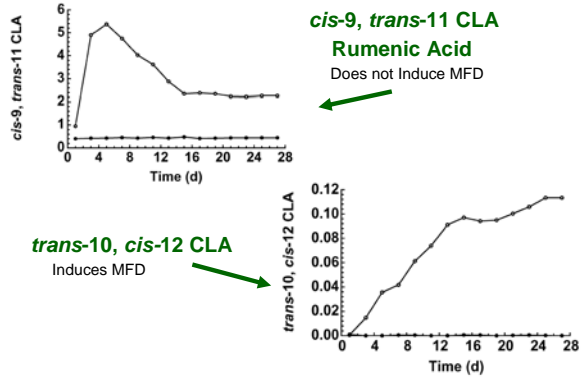 cis-9, trans-11 CLA
6
5
4
3
2
1
0
0 4 8 12 16 20 24 28
Time (d)
cis-9, trans-11 CLA
Rumenic Acid
Does not Induce MFD
trans-10, cis-12 CLA
Induces MFD
trans-10, cis-12 CLA
0.12
0.10
0.08
0.06
0.04
0.02
0.00
0 4 8 12 16 20 24 28
Time (d)